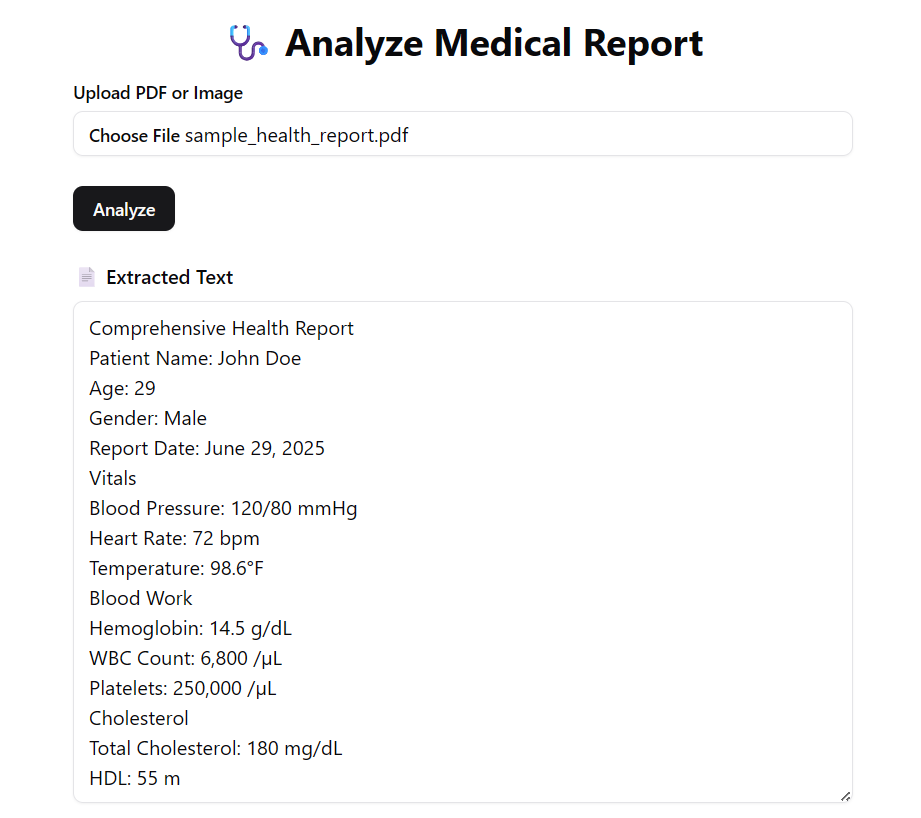 Analyze Medical Report
Upload PDF or Image
Choose File sample_health_report.pdf
Analyze
Extracted Text
Comprehensive Health Report
Patient Name: John Doe
Age: 29
Gender: Male
Report Date: June 29, 2025
Vitals
Blood Pressure: 120/80 mmHg
Heart Rate: 72 bpm
Temperature: 98.6°F
Blood Work
Hemoglobin: 14.5 g/dL
WBC Count: 6,800 /µL
Platelets: 250,000 /µL
Cholesterol
Total Cholesterol: 180 mg/dL
HDL: 55 m